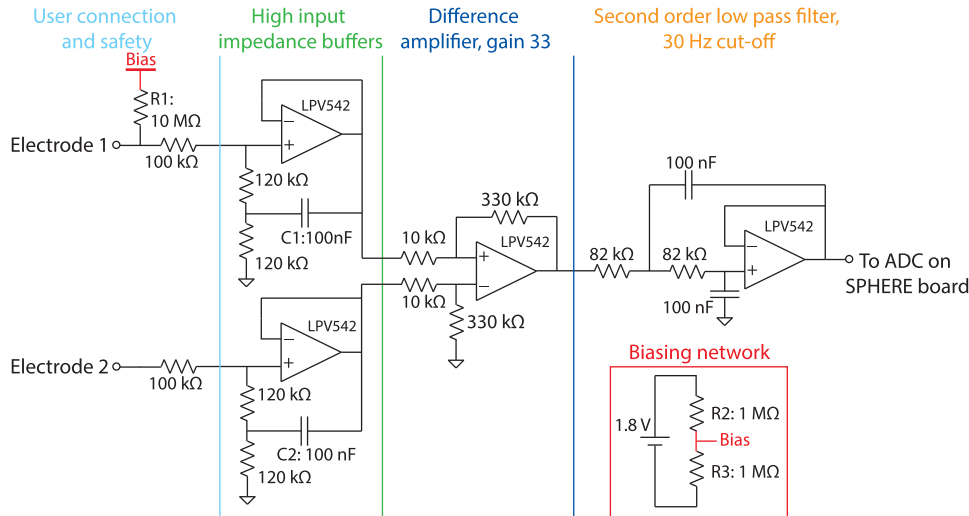 User connection
and safety
High input
impedance buffers
Difference
amplifier, gain 33
Second order low pass filter,
30 Hz cut-off
Bias
R1:
10 MΩ
Electrode 1
100 kΩ
LPV542
−
+
120 kΩ
C1:100nF
120 kΩ
10 kΩ
10 kΩ
330 kΩ
LPV542
+
−
330 kΩ
100 nF
82 kΩ
82 kΩ
LPV542
−
+
100 nF
To ADC on
SPHERE board
Electrode 2
100 kΩ
LPV542
−
+
120 kΩ
C2: 100 nF
120 kΩ
Biasing network
1.8 V
R2: 1 MΩ
Bias
R3: 1 MΩ